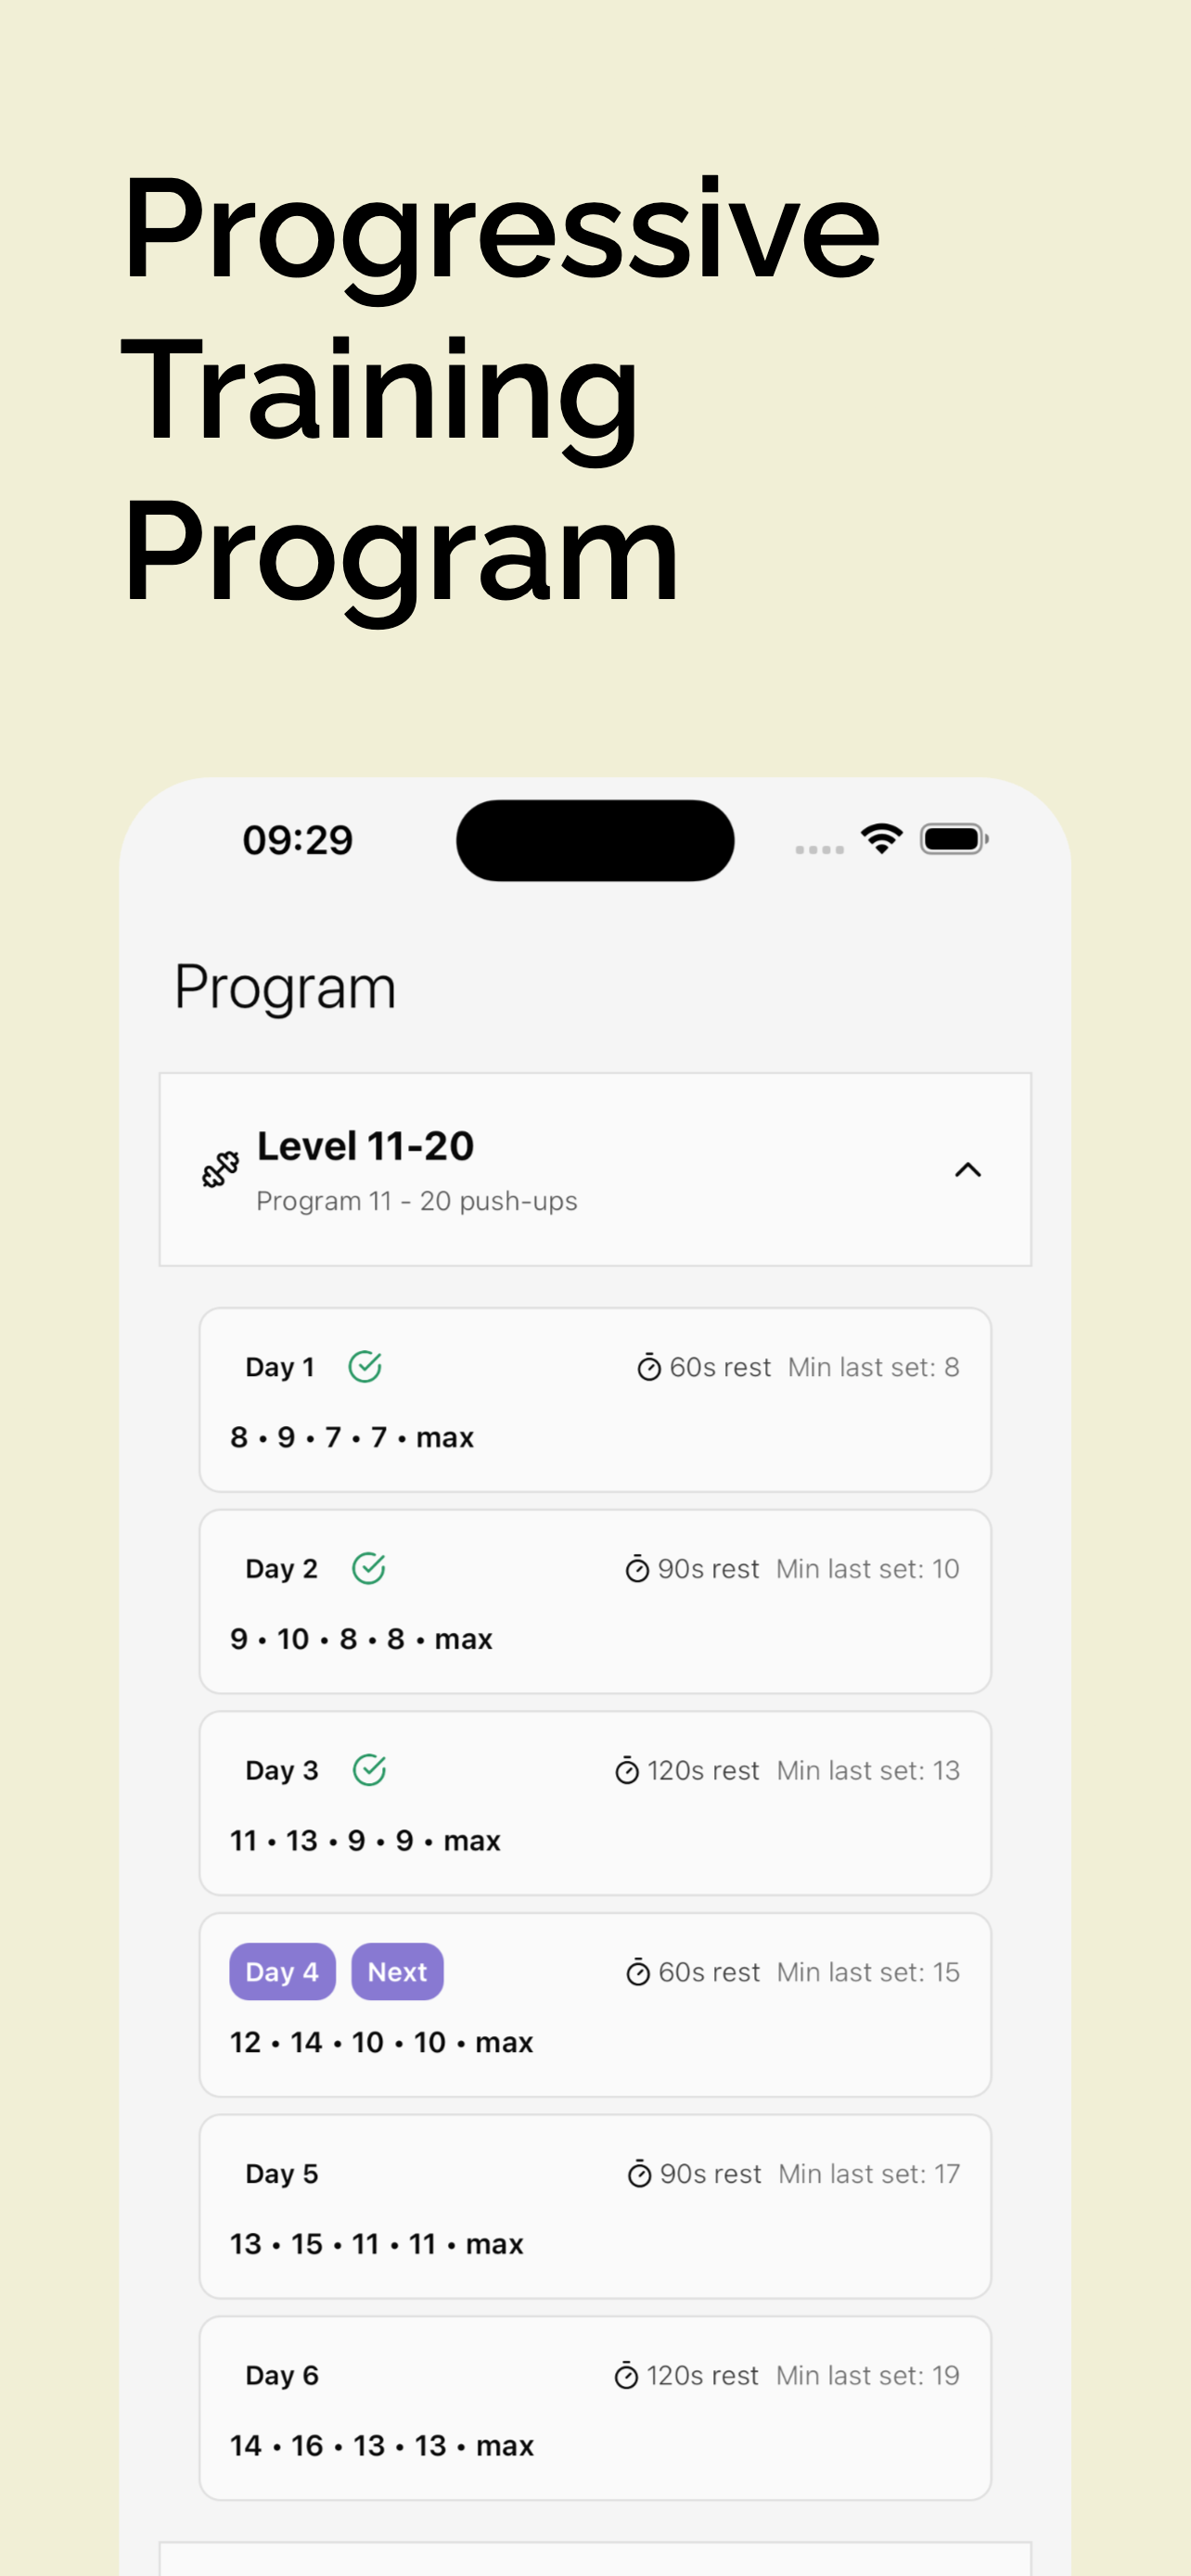 Progressive
Training
Program
09:29
Program
Level 11-20
Program 11 - 20 push-ups
Day 1 60s rest Min last set: 8
8 • 9 • 7 • 7 • max
Day 2 90s rest Min last set: 10
9 • 10 • 8 • 8 • max
Day 3 120s rest Min last set: 13
11 • 13 • 9 • 9 • max
Day 4 Next 60s rest Min last set: 15
12 • 14 • 10 • 10 • max
Day 5 90s rest Min last set: 17
13 • 15 • 11 • 11 • max
Day 6 120s rest Min last set: 19
14 • 16 • 13 • 13 • max